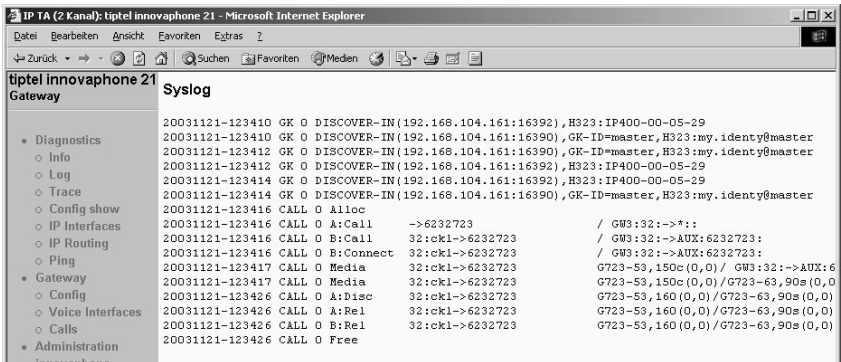 IP TA (2 Kanal): tiptel innovaphone 21 - Microsoft Internet Explorer
Datei Bearbeiten Ansicht Favoriten Extras ?
Zurück Suchen Favoriten Medien
tiptel innovaphone 21
Gateway
Diagnostics
Info
Log
Trace
Config show
IP Interfaces
IP Routing
Ping
Gateway
Config
Voice Interfaces
Calls
Administration
Syslog
20031121-123410 GK 0 DISCOVER-IN(192.168.104.161:16392),H323:IP400-00-05-29
20031121-123410 GK 0 DISCOVER-IN(192.168.104.161:16390),GK-ID=master,H323:my.identy@master
20031121-123412 GK 0 DISCOVER-IN(192.168.104.161:16390),GK-ID=master,H323:my.identy@master
20031121-123412 GK 0 DISCOVER-IN(192.168.104.161:16392),H323:IP400-00-05-29
20031121-123414 GK 0 DISCOVER-IN(192.168.104.161:16392),H323:IP400-00-05-29
20031121-123414 GK 0 DISCOVER-IN(192.168.104.161:16390),GK-ID=master,H323:my.identy@master
20031121-123416 CALL 0 Alloc
20031121-123416 CALL 0 A:Call ->6232723 / GW3:32:->*::
20031121-123416 CALL 0 B:Call 32:ck1->6232723 / GW3:32:->AUX:6232723:
20031121-123416 CALL 0 B:Connect 32:ck1->6232723 / GW3:32:->AUX:6232723:
20031121-123417 CALL 0 Media 32:ck1->6232723 G723-53,150c(0,0)/ GW3:32:->AUX:6
20031121-123417 CALL 0 Media 32:ck1->6232723 G723-53,150c(0,0)/G723-63,90s(0,0
20031121-123426 CALL 0 A:Disc 32:ck1->6232723 G723-53,160(0,0)/G723-63,90s(0,0)
20031121-123426 CALL 0 A:Rel 32:ck1->6232723 G723-53,160(0,0)/G723-63,90s(0,0)
20031121-123426 CALL 0 B:Rel 32:ck1->6232723 G723-53,160(0,0)/G723-63,90s(0,0)
20031121-123426 CALL 0 Free